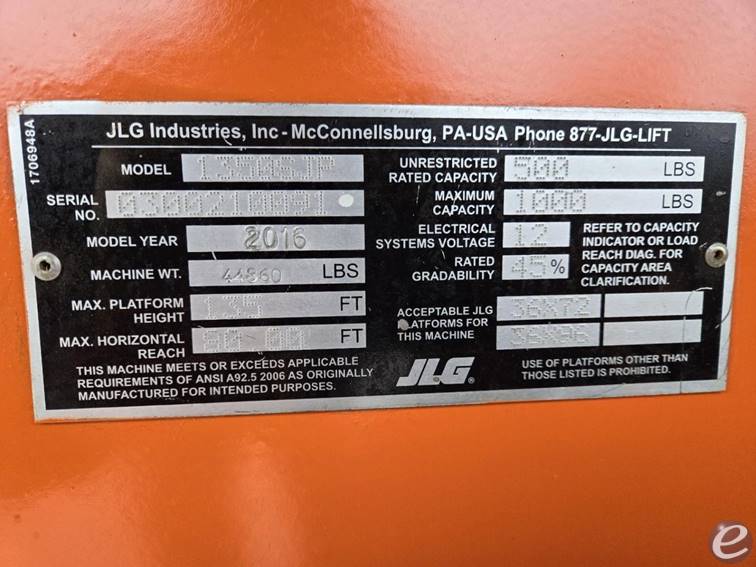 1706948A
JLG Industries, Inc - McConnellsburg, PA-USA Phone 877-JLG-LIFT
MODEL 1350SJP
SERIAL NO. 0300210091
MODEL YEAR 2016
MACHINE WT. 44860 LBS
MAX. PLATFORM HEIGHT 135 FT
MAX. HORIZONTAL REACH 80.00 FT
THIS MACHINE MEETS OR EXCEEDS APPLICABLE
REQUIREMENTS OF ANSI A92.5 2006 AS ORIGINALLY
MANUFACTURED FOR INTENDED PURPOSES.
UNRESTRICTED RATED CAPACITY 500 LBS
MAXIMUM CAPACITY 1000 LBS
ELECTRICAL SYSTEMS VOLTAGE 12
RATED GRADABILITY 45%
REFER TO CAPACITY
INDICATOR OR LOAD
REACH DIAG. FOR
CAPACITY AREA
CLARIFICATION.
ACCEPTABLE JLG
PLATFORMS FOR
THIS MACHINE
36X72
36X96
JLG®
USE OF PLATFORMS OTHER THAN
THOSE LISTED IS PROHIBITED.
e